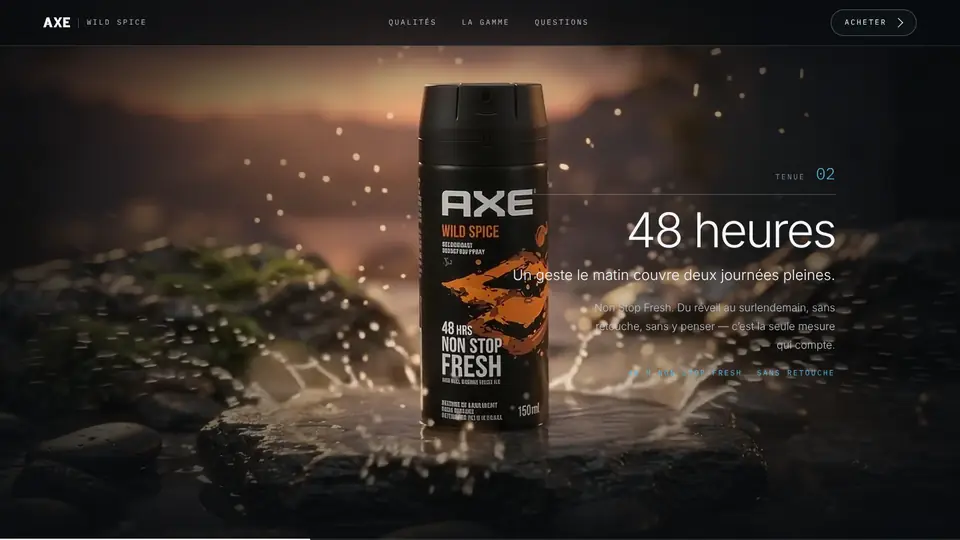 AXE WILD SPICE
QUALITÉS LA GAMME QUESTIONS
ACHETER
TENUE 02
48 heures
Un geste le matin couvre deux journées pleines.
Non Stop Fresh. Du réveil au surlendemain, sans
retouche, sans y penser — c'est la seule mesure
qui compte.
FRESH SANS RETOUCHE
AXE
WILD SPICE
48 HRS
NON STOP
FRESH
150ml